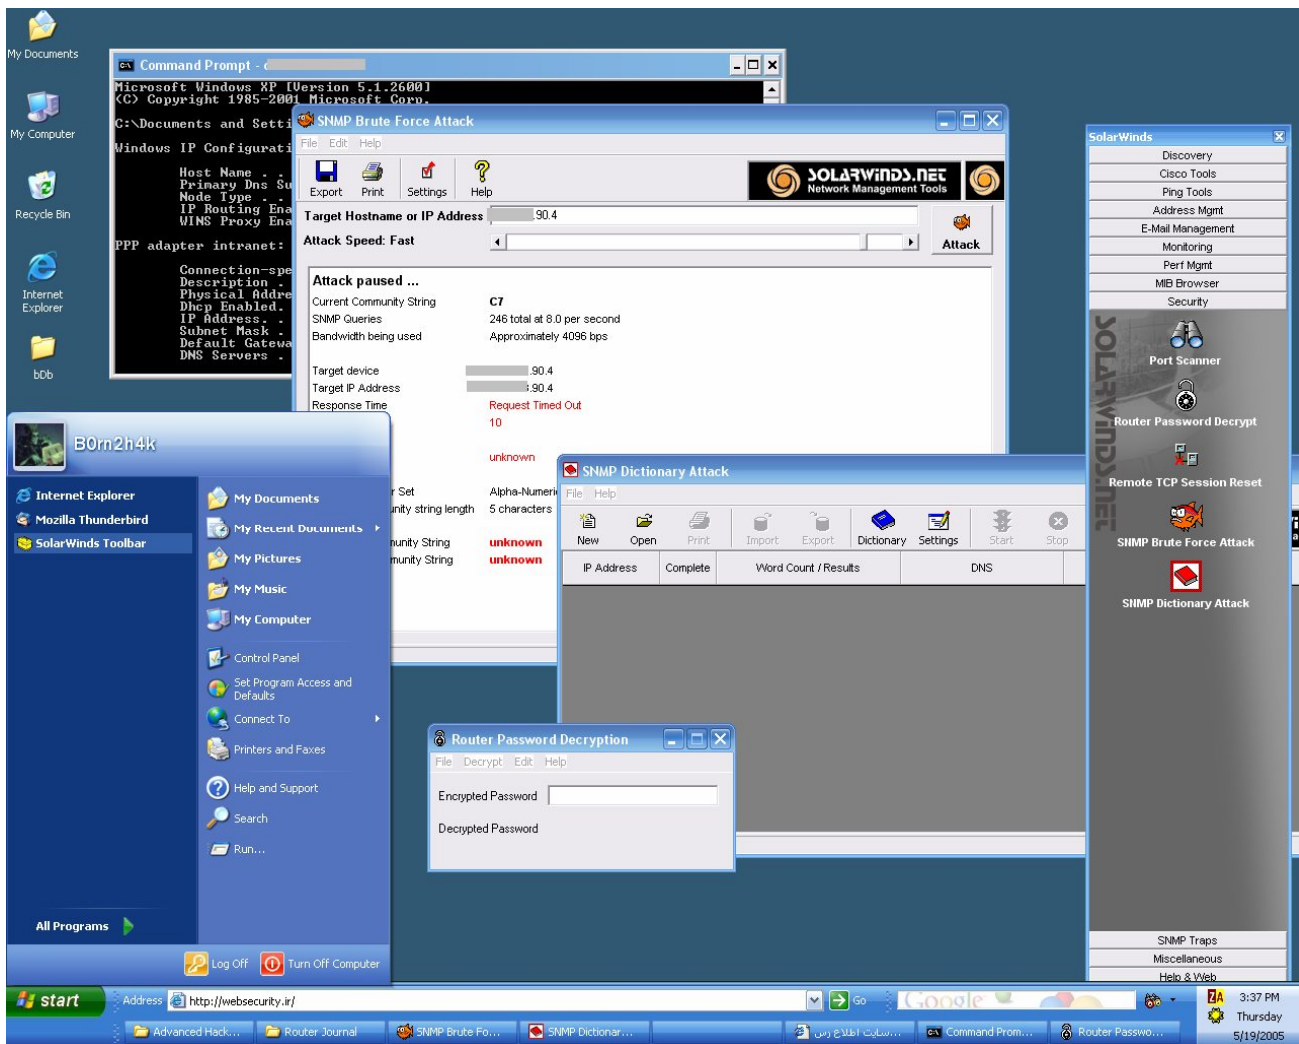 My Documents
My Computer
Recycle Bin
Internet
Explorer
bDb
Command Prompt -
Microsoft Windows XP [Version 5.1.2600]
(C) Copyright 1985-2001 Microsoft Corp.
C:\Documents and Setti
Windows IP Configurati
Host Name . .
Primary Dns Su
Node Type . .
IP Routing Ena
WINS Proxy Ena
PPP adapter intranet:
Connection-spe
Description .
Physical Addre
Dhcp Enabled.
IP Address. .
Subnet Mask .
Default Gatewa
DNS Servers .
SNMP Brute Force Attack
File Edit Help
Export Print Settings Help
SOLARWINDS.NET
Network Management Tools
Target Hostname or IP Address .90.4
Attack Speed: Fast
Attack
Attack paused ...
Current Community String C7
SNMP Queries 246 total at 8.0 per second
Bandwidth being used Approximately 4096 bps
Target device .90.4
Target IP Address .90.4
Response Time Request Timed Out
10
unknown
r Set Alpha-Numeri
unity string length 5 characters
munity String unknown
munity String unknown
SNMP Dictionary Attack
File Help
New Open Print Import Export Dictionary Settings Start Stop
IP Address Complete Word Count / Results DNS
Router Password Decryption
File Decrypt Edit Help
Encrypted Password
Decrypted Password
SolarWinds
Discovery
Cisco Tools
Ping Tools
Address Mgmt
E-Mail Management
Monitoring
Perf Mgmt
MIB Browser
Security
SOLARWINDS.NET
Port Scanner
Router Password Decrypt
Remote TCP Session Reset
SNMP Brute Force Attack
SNMP Dictionary Attack
SNMP Traps
Miscellaneous
Help & Web
B0rn2h4k
Internet Explorer
Mozilla Thunderbird
SolarWinds Toolbar
All Programs
My Documents
My Recent Documents
My Pictures
My Music
My Computer
Control Panel
Set Program Access and
Defaults
Connect To
Printers and Faxes
Help and Support
Search
Run...
Log Off Turn Off Computer
start
Address http://websecurity.ir/ Go Google
ZA 3:37 PM
Thursday
5/19/2005
Advanced Hack... Router Journal SNMP Brute Fo... SNMP Dictionar... سایت اطلاع رس... Command Prom... Router Passwo...